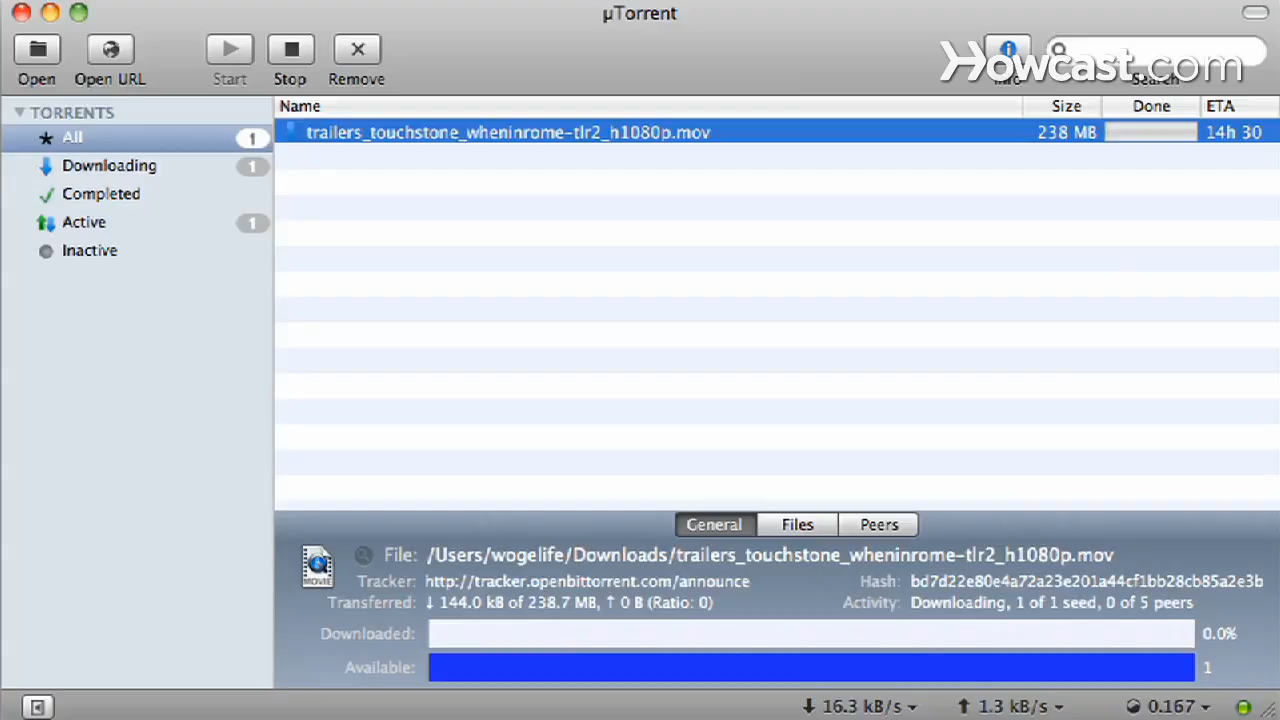 µTorrent
Open
Open URL
Start
Stop
Remove
Info
Search
Howcast.com
TORRENTS
All 1
Downloading 1
Completed
Active 1
Inactive
Name Size Done ETA
trailers_touchstone_wheninrome-tlr2_h1080p.mov 238 MB 14h 30
General Files Peers
MOVIE
File: /Users/wogelife/Downloads/trailers_touchstone_wheninrome-tlr2_h1080p.mov
Tracker: http://tracker.openbittorrent.com/announce Hash: bd7d22e80e4a72a23e201a44cf1bb28cb85a2e3b
Transferred: ↓ 144.0 kB of 238.7 MB, ↑ 0 B (Ratio: 0) Activity: Downloading, 1 of 1 seed, 0 of 5 peers
Downloaded: 0.0%
Available: 1
16.3 kB/s 1.3 kB/s 0.167